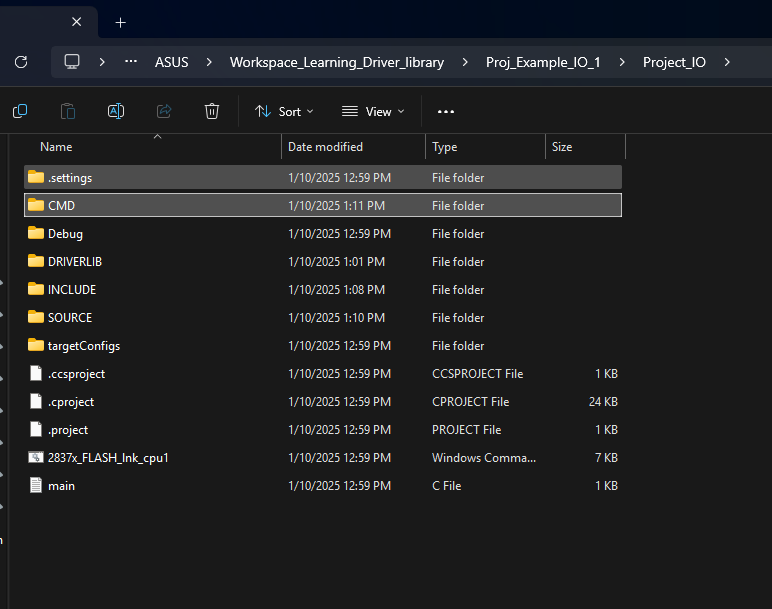 ASUS > Workspace_Learning_Driver_library > Proj_Example_IO_1 > Project_IO >
Sort View
Name Date modified Type Size
.settings 1/10/2025 12:59 PM File folder
CMD 1/10/2025 1:11 PM File folder
Debug 1/10/2025 12:59 PM File folder
DRIVERLIB 1/10/2025 1:01 PM File folder
INCLUDE 1/10/2025 1:08 PM File folder
SOURCE 1/10/2025 1:10 PM File folder
targetConfigs 1/10/2025 12:59 PM File folder
.ccsproject 1/10/2025 12:59 PM CCSPROJECT File 1 KB
.cproject 1/10/2025 12:59 PM CPROJECT File 24 KB
.project 1/10/2025 12:59 PM PROJECT File 1 KB
2837x_FLASH_lnk_cpu1 1/10/2025 12:59 PM Windows Comma... 7 KB
main 1/10/2025 12:59 PM C File 1 KB